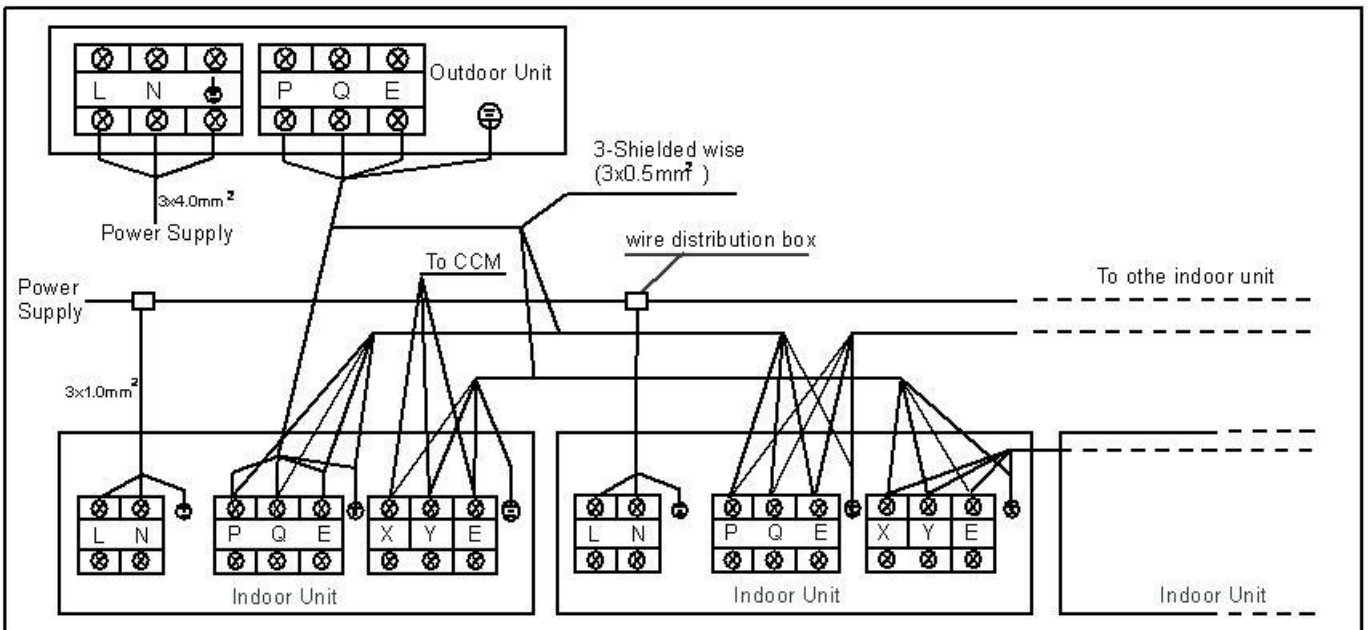 L N
P Q E
Outdoor Unit
3-Shielded wise
(3x0.5mm² )
3x4.0mm²
Power Supply
wire distribution box
To CCM
To othe indoor unit
Power
Supply
3x1.0mm²
L N
P Q E
X Y E
L N
P Q E
X Y E
Indoor Unit
Indoor Unit
Indoor Unit